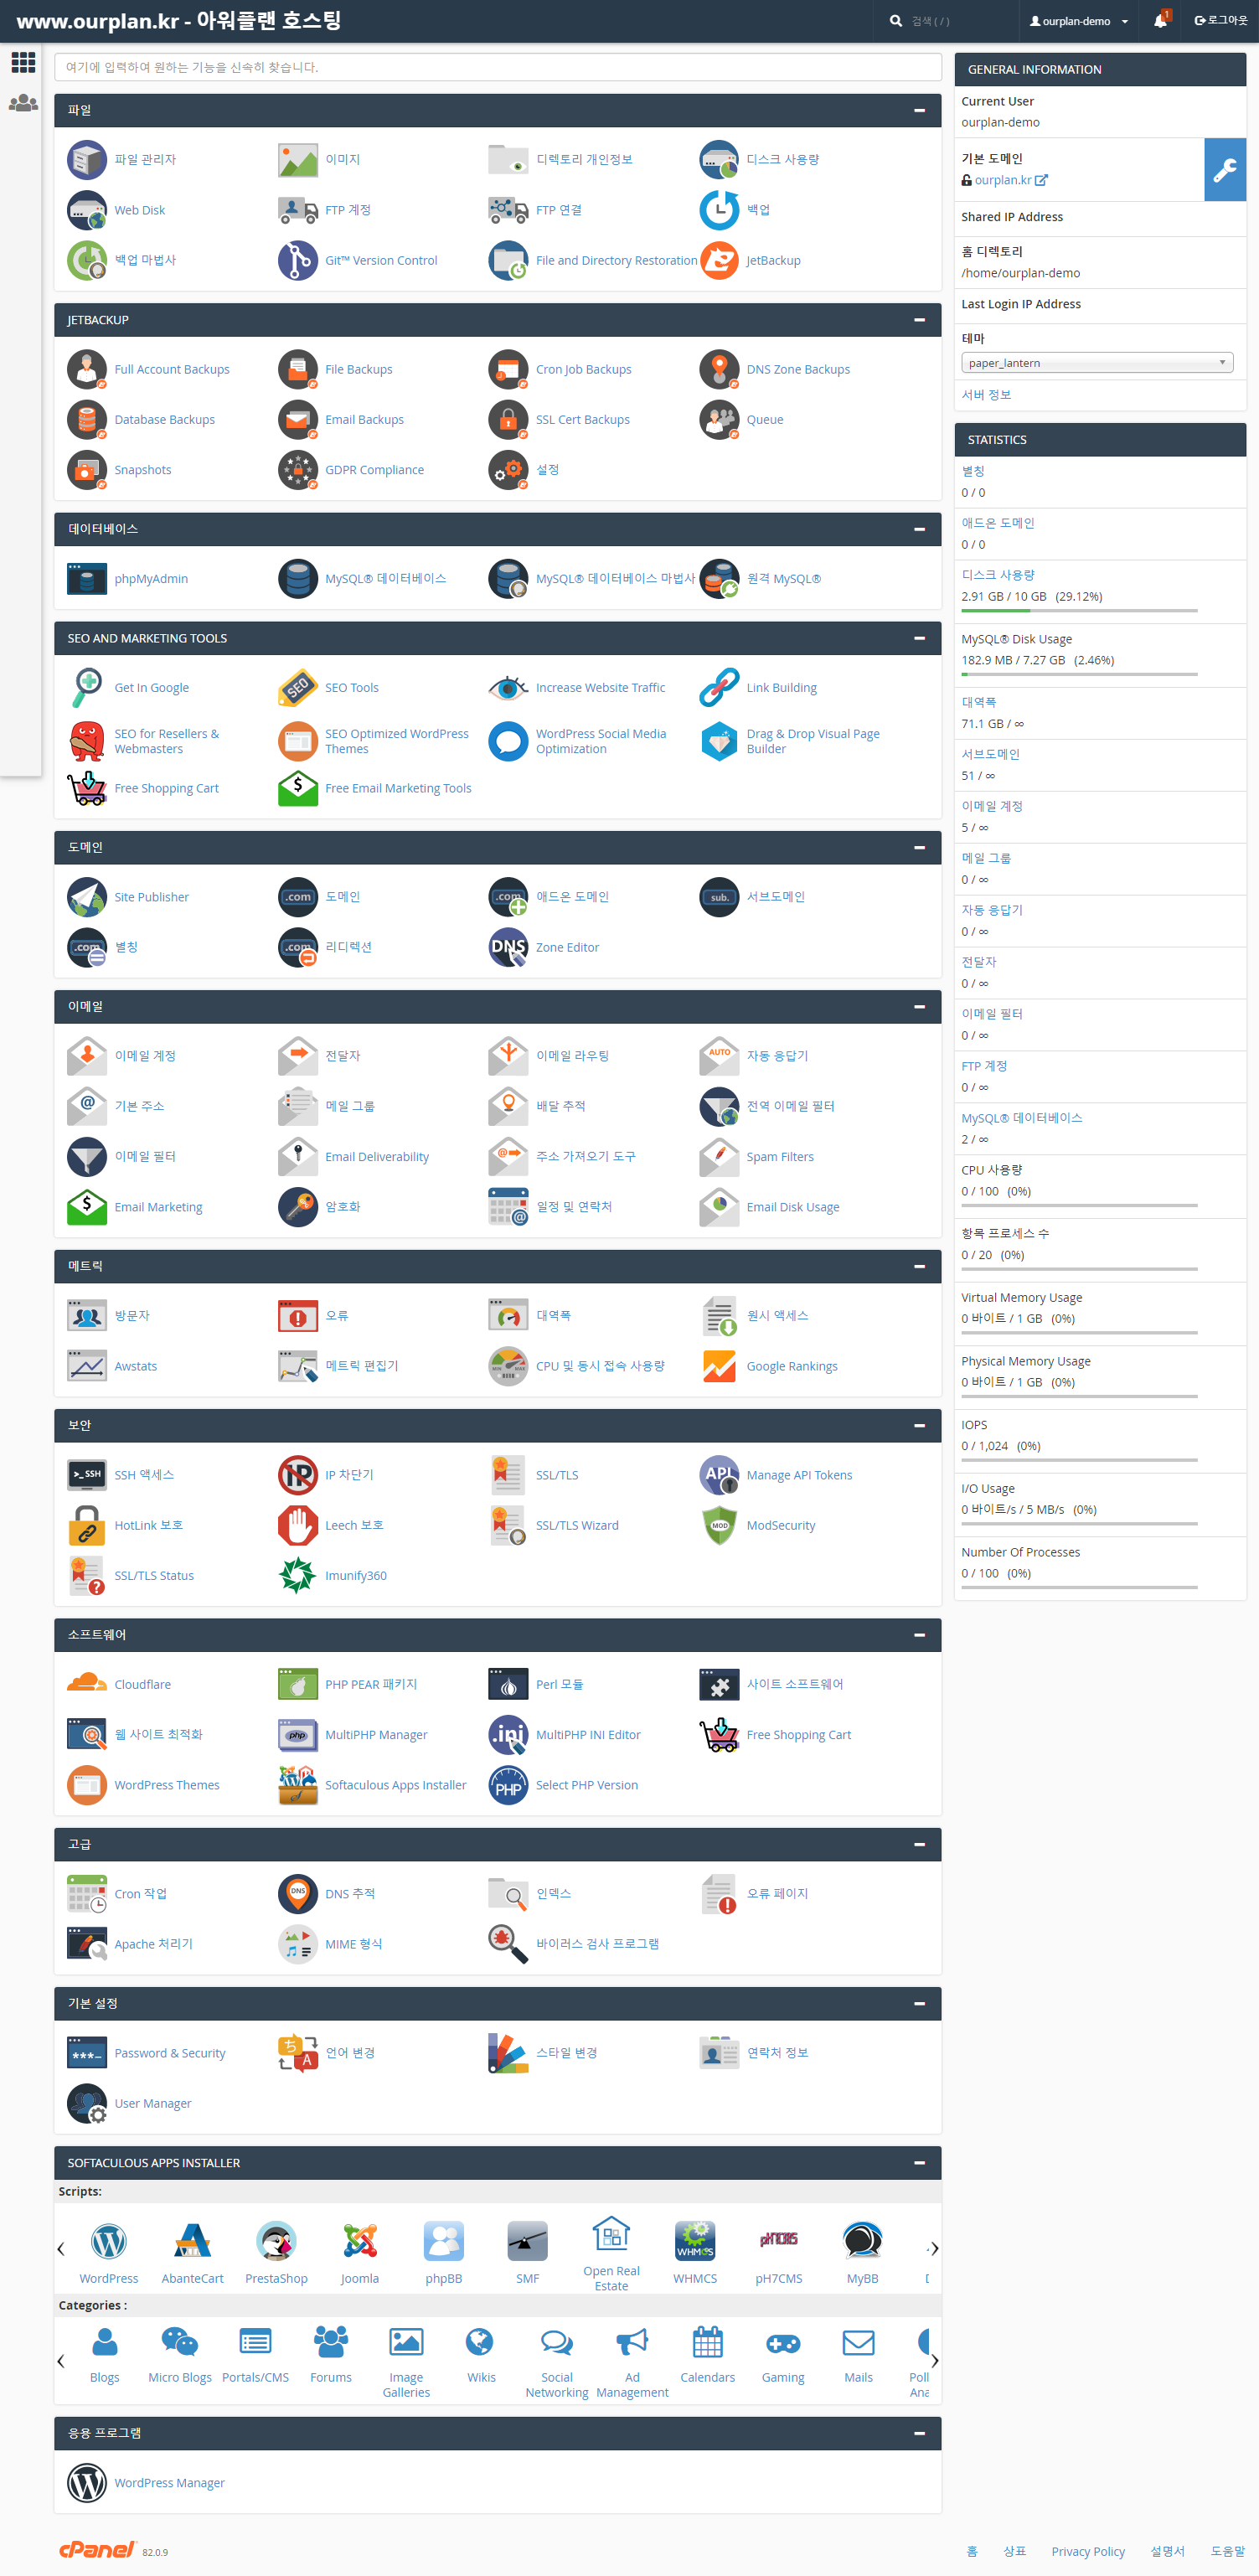 www.ourplan.kr - 아워플랜 호스팅
검색 ( / )
ourplan-demo
1
로그아웃
여기에 입력하여 원하는 기능을 신속히 찾습니다.
파일
파일 관리자
이미지
디렉토리 개인정보
디스크 사용량
Web Disk
FTP 계정
FTP 연결
백업
백업 마법사
Git™ Version Control
File and Directory Restoration
JetBackup
JETBACKUP
Full Account Backups
File Backups
Cron Job Backups
DNS Zone Backups
Database Backups
Email Backups
SSL Cert Backups
Queue
Snapshots
GDPR Compliance
설정
데이터베이스
phpMyAdmin
MySQL® 데이터베이스
MySQL® 데이터베이스 마법사
원격 MySQL®
SEO AND MARKETING TOOLS
Get In Google
SEO
SEO Tools
Increase Website Traffic
Link Building
SEO for Resellers &
Webmasters
SEO Optimized WordPress
Themes
WordPress Social Media
Optimization
Drag & Drop Visual Page
Builder
Free Shopping Cart
$
Free Email Marketing Tools
도메인
Site Publisher
.com
도메인
.com
애드온 도메인
sub.
서브도메인
.com
별칭
.com
리디렉션
DNS
Zone Editor
이메일
이메일 계정
전달자
이메일 라우팅
AUTO
자동 응답기
@
기본 주소
메일 그룹
배달 추적
전역 이메일 필터
이메일 필터
Email Deliverability
@
주소 가져오기 도구
Spam Filters
$
Email Marketing
암호화
@
일정 및 연락처
Email Disk Usage
메트릭
방문자
오류
대역폭
원시 액세스
Awstats
메트릭 편집기
CPU 및 동시 접속 사용량
Google Rankings
보안
>_SSH
SSH 액세스
IP
IP 차단기
SSL/TLS
API
Manage API Tokens
HotLink 보호
Leech 보호
SSL/TLS Wizard
MOD
ModSecurity
?
SSL/TLS Status
Imunify360
소프트웨어
Cloudflare
PHP PEAR 패키지
Perl 모듈
사이트 소프트웨어
웹 사이트 최적화
php
MultiPHP Manager
.ini
MultiPHP INI Editor
Free Shopping Cart
WordPress Themes
Softaculous Apps Installer
PHP
Select PHP Version
고급
Cron 작업
DNS
DNS 추적
인덱스
오류 페이지
Apache 처리기
MIME 형식
바이러스 검사 프로그램
기본 설정
***–
Password & Security
ち
A
언어 변경
스타일 변경
연락처 정보
User Manager
SOFTACULOUS APPS INSTALLER
Scripts:
WordPress
AbanteCart
PrestaShop
Joomla
phpBB
SMF
Open Real
Estate
WHMCS
WHMCS
pH7CMS
pH7CMS
MyBB
Categories :
Blogs
Micro Blogs
Portals/CMS
Forums
Image
Galleries
Wikis
Social
Networking
Ad
Management
Calendars
Gaming
Mails
Poll
Ana
응용 프로그램
WordPress Manager
cPanel
82.0.9
홈
상표
Privacy Policy
설명서
도움말
GENERAL INFORMATION
Current User
ourplan-demo
기본 도메인
ourplan.kr
Shared IP Address
홈 디렉토리
/home/ourplan-demo
Last Login IP Address
테마
paper_lantern
서버 정보
STATISTICS
별칭
0 / 0
애드온 도메인
0 / 0
디스크 사용량
2.91 GB / 10 GB (29.12%)
MySQL® Disk Usage
182.9 MB / 7.27 GB (2.46%)
대역폭
71.1 GB / ∞
서브도메인
51 / ∞
이메일 계정
5 / ∞
메일 그룹
0 / ∞
자동 응답기
0 / ∞
전달자
0 / ∞
이메일 필터
0 / ∞
FTP 계정
0 / ∞
MySQL® 데이터베이스
2 / ∞
CPU 사용량
0 / 100 (0%)
항목 프로세스 수
0 / 20 (0%)
Virtual Memory Usage
0 바이트 / 1 GB (0%)
Physical Memory Usage
0 바이트 / 1 GB (0%)
IOPS
0 / 1,024 (0%)
I/O Usage
0 바이트/s / 5 MB/s (0%)
Number Of Processes
0 / 100 (0%)